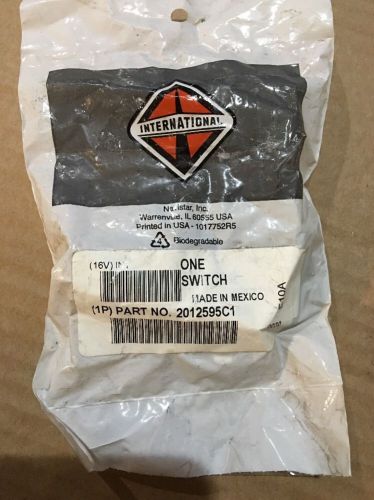 INTERNATIONAL
Navistar, Inc.
Warrenville, IL 60555 USA
Printed in USA - 1017752R5
4 Biodegradable
(16V) ONE
SWITCH
MADE IN MEXICO
(1P) PART NO. 2012595C1